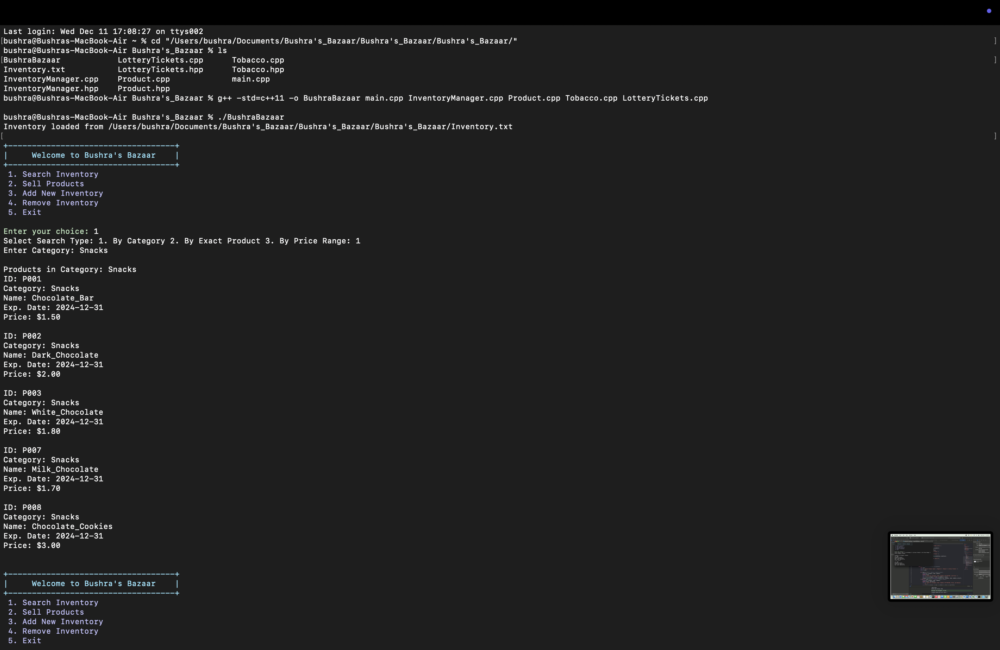 Last login: Wed Dec 11 17:08:27 on ttys002
[bushra@Bushras-MacBook-Air ~ % cd "/Users/bushra/Documents/Bushra's_Bazaar/Bushra's_Bazaar/Bushra's_Bazaar/" ]
bushra@Bushras-MacBook-Air Bushra's_Bazaar % ls
[BushraBazaar LotteryTickets.cpp Tobacco.cpp ]
Inventory.txt LotteryTickets.hpp Tobacco.hpp
InventoryManager.cpp Product.cpp main.cpp
InventoryManager.hpp Product.hpp
bushra@Bushras-MacBook-Air Bushra's_Bazaar % g++ -std=c++11 -o BushraBazaar main.cpp InventoryManager.cpp Product.cpp Tobacco.cpp LotteryTickets.cpp
bushra@Bushras-MacBook-Air Bushra's_Bazaar % ./BushraBazaar
Inventory loaded from /Users/bushra/Documents/Bushra's_Bazaar/Bushra's_Bazaar/Bushra's_Bazaar/Inventory.txt
[ ]
+-----------------------------------+
| Welcome to Bushra's Bazaar |
+-----------------------------------+
1. Search Inventory
2. Sell Products
3. Add New Inventory
4. Remove Inventory
5. Exit
Enter your choice: 1
Select Search Type: 1. By Category 2. By Exact Product 3. By Price Range: 1
Enter Category: Snacks
Products in Category: Snacks
ID: P001
Category: Snacks
Name: Chocolate_Bar
Exp. Date: 2024-12-31
Price: $1.50
ID: P002
Category: Snacks
Name: Dark_Chocolate
Exp. Date: 2024-12-31
Price: $2.00
ID: P003
Category: Snacks
Name: White_Chocolate
Exp. Date: 2024-12-31
Price: $1.80
ID: P007
Category: Snacks
Name: Milk_Chocolate
Exp. Date: 2024-12-31
Price: $1.70
ID: P008
Category: Snacks
Name: Chocolate_Cookies
Exp. Date: 2024-12-31
Price: $3.00
+-----------------------------------+
| Welcome to Bushra's Bazaar |
+-----------------------------------+
1. Search Inventory
2. Sell Products
3. Add New Inventory
4. Remove Inventory
5. Exit